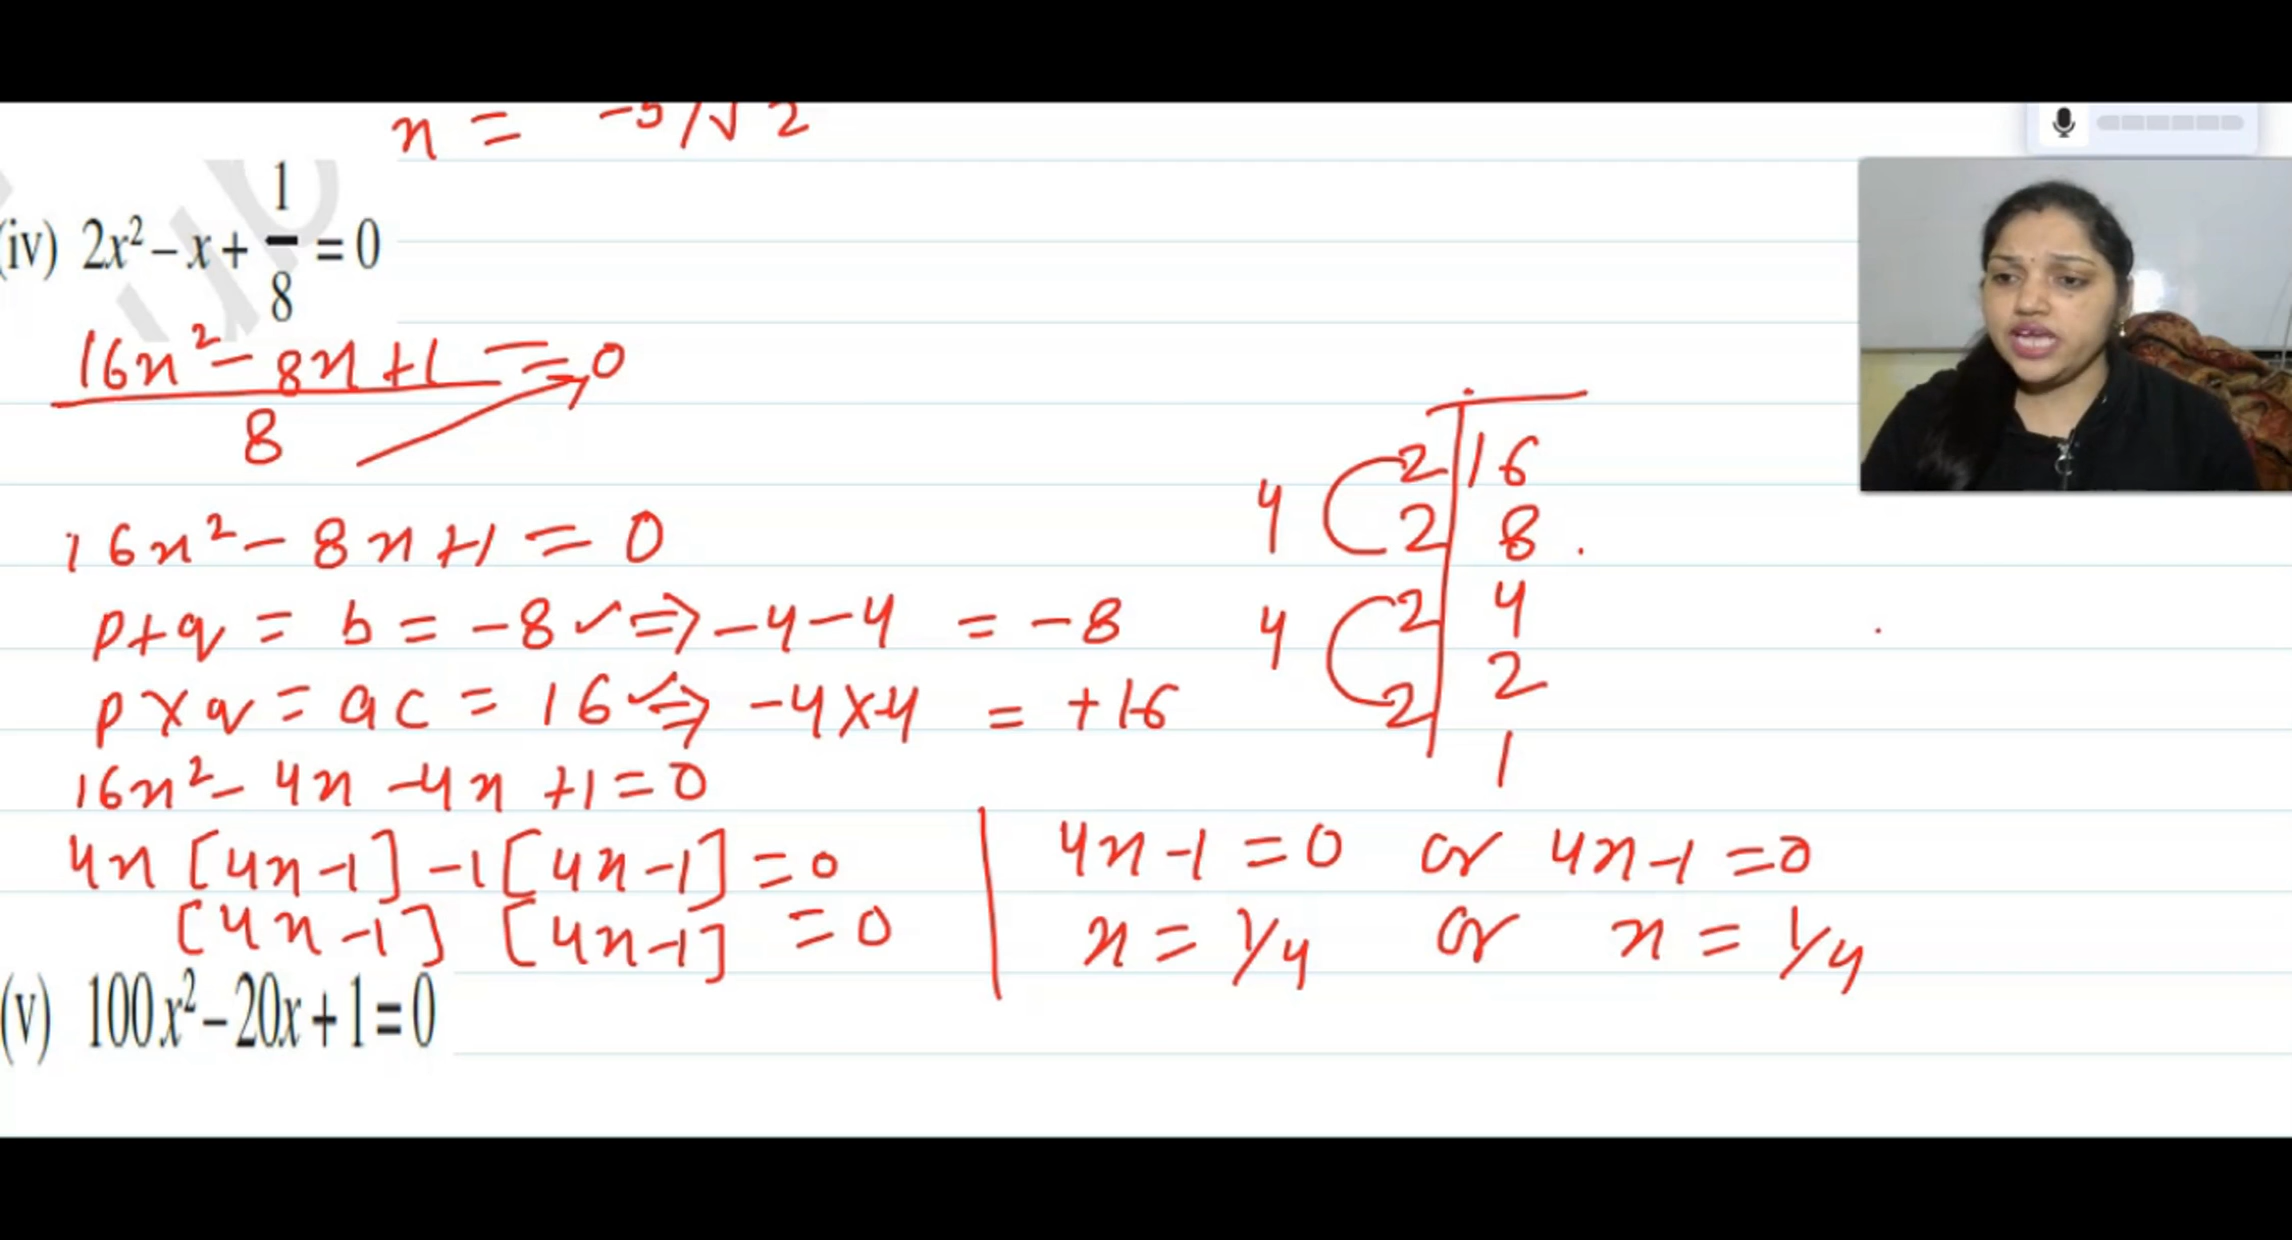 x = -5/√2
(iv) 2x² – x + 1/8 = 0
16x² - 8x + 1 = 0
8
16x² - 8x + 1 = 0
p+q = b = -8 ✓ ⇒ -4-4 = -8
p×q = ac = 16 ✓ ⇒ -4×-4 = +16
16x² - 4x - 4x + 1 = 0
4x [4x-1] -1 [4x-1] = 0
[4x-1] [4x-1] = 0
4 2 | 16
2 | 8
4 2 | 4
2 | 2
1
4x-1 = 0 or 4x-1 = 0
x = 1/4 or x = 1/4
(v) 100x² – 20x + 1 = 0